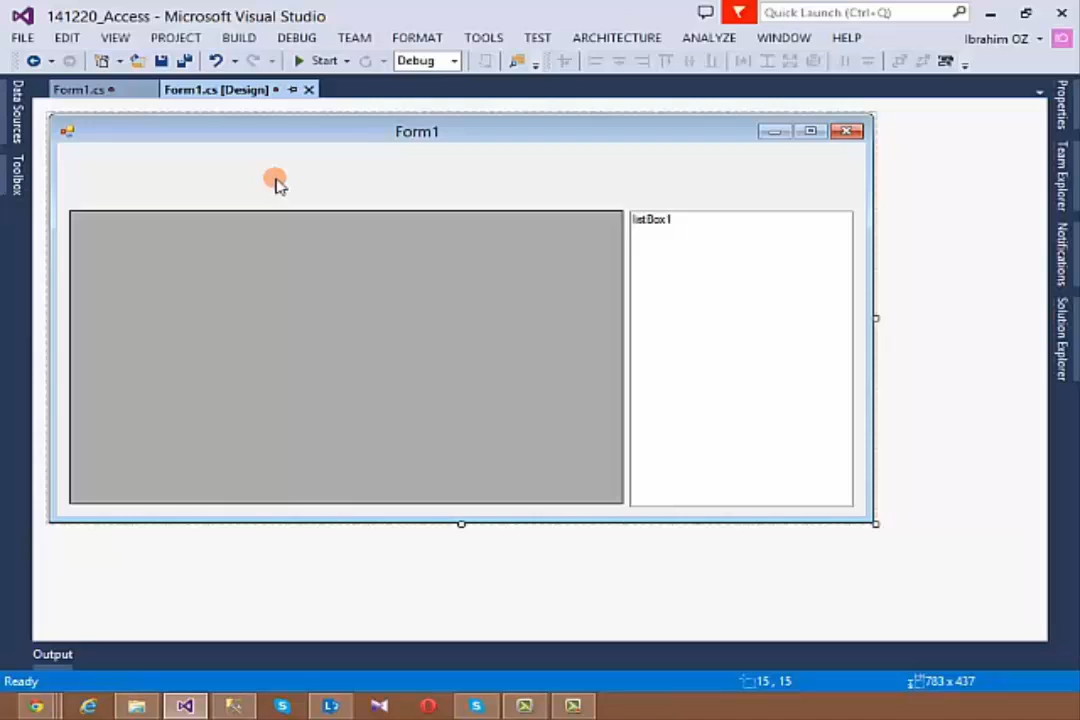 141220_Access - Microsoft Visual Studio
Quick Launch (Ctrl+Q)
FILE EDIT VIEW PROJECT BUILD DEBUG TEAM FORMAT TOOLS TEST ARCHITECTURE ANALYZE WINDOW HELP
Ibrahim OZ
IO
Start
Debug
Form1.cs
Form1.cs [Design]
Data Sources
Toolbox
Form1
listBox1
Properties
Team Explorer
Notifications
Solution Explorer
Output
Ready
15 , 15
783 x 437